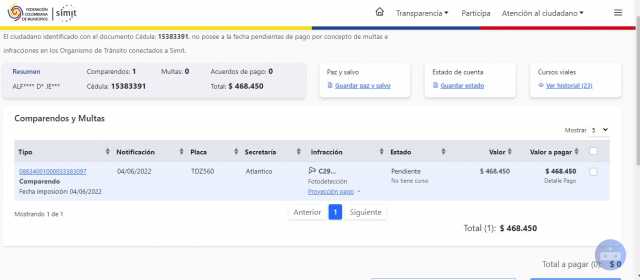 FEDERACIÓN
COLOMBIANA
DE MUNICIPIOS
simit
Transparencia
Participa
Atención al ciudadano
El ciudadano identificado con el documento Cédula: 15383391, no posee a la fecha pendientes de pago por concepto de multas a
infracciones en los Organismo de Tránsito conectados a Simit.
Resumen Comparendos: 1 Multas: 0 Acuerdos de pago: 0
ALF**** D* JE*** Cédula: 15383391 Total: $ 468.450
Paz y salvo
Guardar paz y salvo
Estado de cuenta
Guardar estado
Cursos viales
Ver historial (23)
Comparendos y Multas
Mostrar 5
Tipo Notificación Placa Secretaría Infracción Estado Valor Valor a pagar
04/06/2022 TDZ560 Atlantico C29... Pendiente $ 468.450 $ 468.450
Comparendo Fotodetección No tiene curso Detalle Pago
Fecha imposición: 04/06/2022 Proyección pago
Mostrando 1 de 1
Anterior 1 Siguiente
Total (1): $ 468.450
Total a pagar (0): $ 0